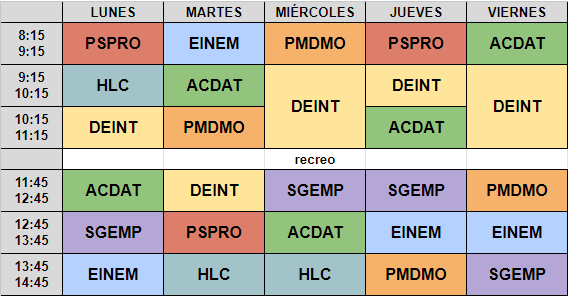 LUNES MARTES MIÉRCOLES JUEVES VIERNES
8:15
9:15
PSPRO EINEM PMDMO PSPRO ACDAT
9:15
10:15
HLC ACDAT DEINT DEINT DEINT
10:15
11:15
DEINT PMDMO ACDAT
recreo
11:45
12:45
ACDAT DEINT SGEMP SGEMP PMDMO
12:45
13:45
SGEMP PSPRO ACDAT EINEM EINEM
13:45
14:45
EINEM HLC HLC PMDMO SGEMP